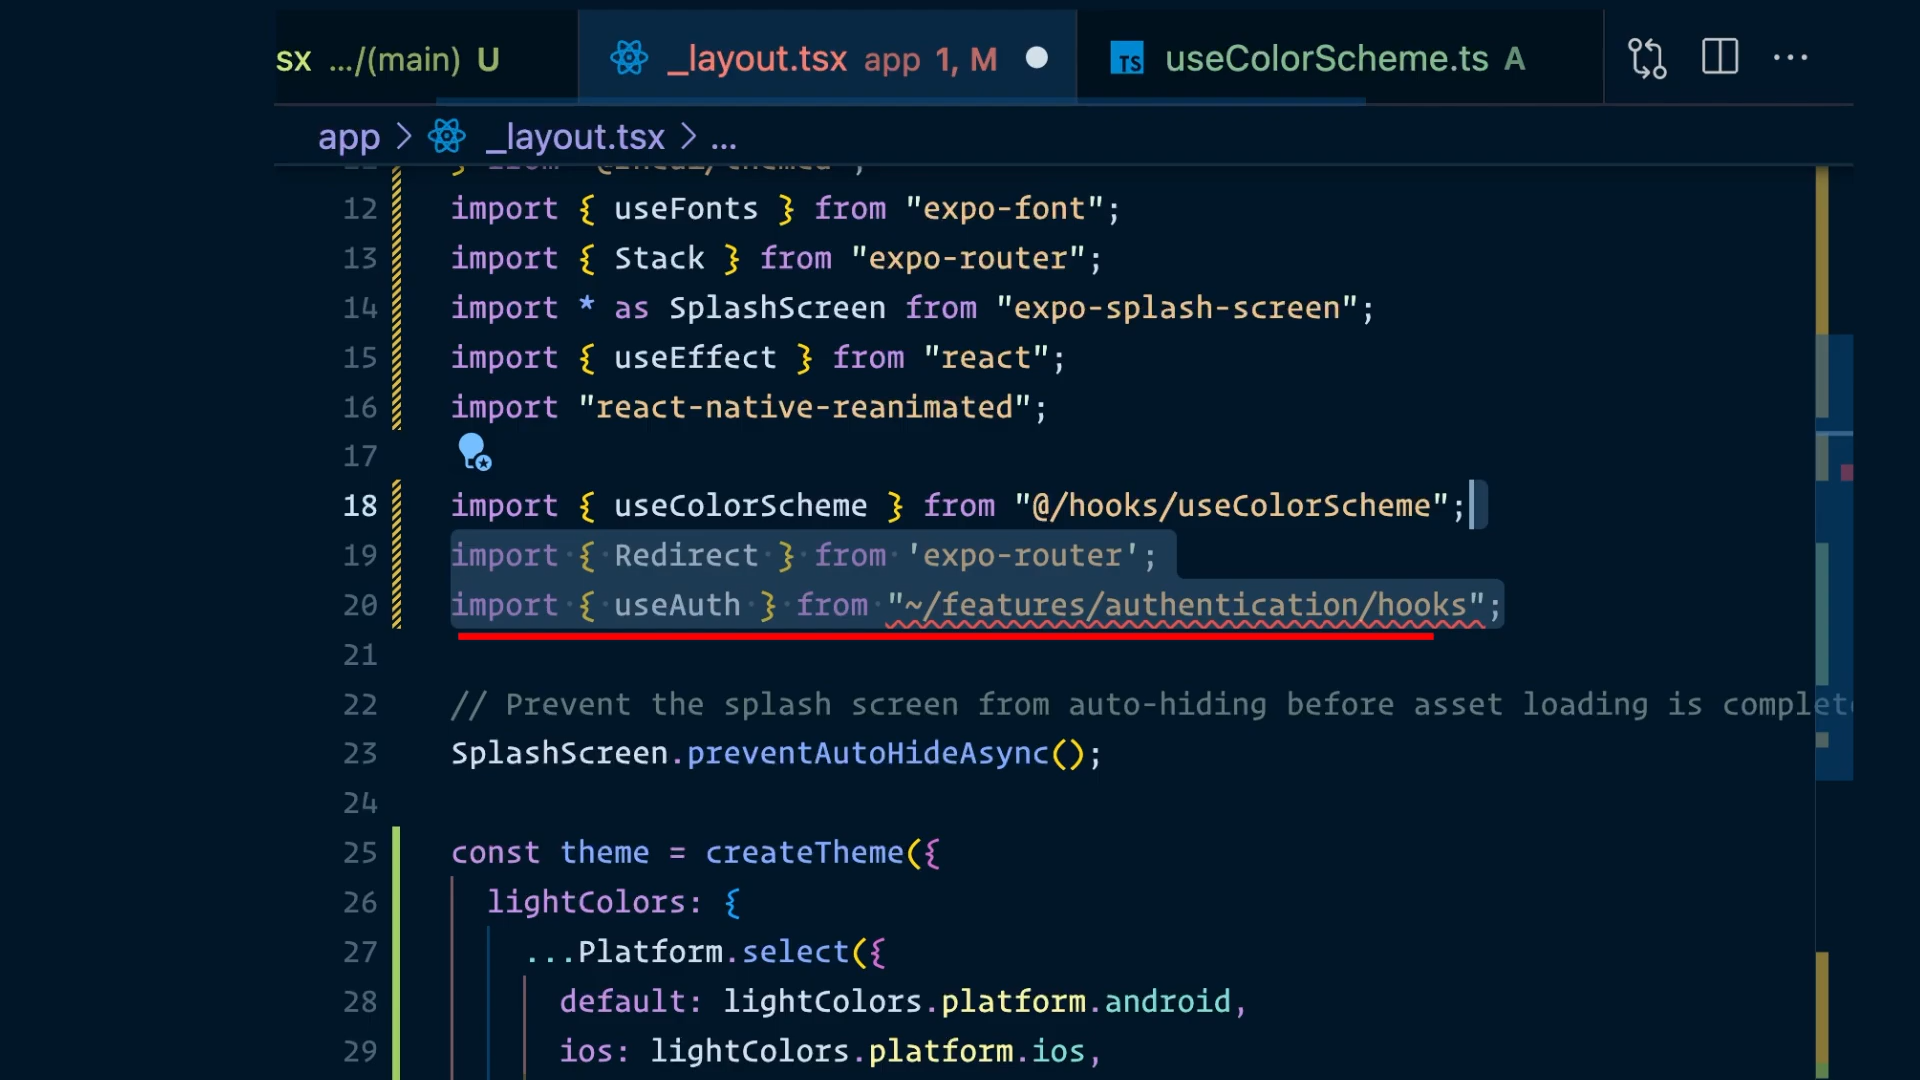 sx .../(main) U
_layout.tsx app 1, M
TS useColorScheme.ts A
app > _layout.tsx > ...
12 import { useFonts } from "expo-font";
13 import { Stack } from "expo-router";
14 import * as SplashScreen from "expo-splash-screen";
15 import { useEffect } from "react";
16 import "react-native-reanimated";
17
18 import { useColorScheme } from "@/hooks/useColorScheme";
19 import { Redirect } from 'expo-router';
20 import { useAuth } from "~/features/authentication/hooks";
21
22 // Prevent the splash screen from auto-hiding before asset loading is complet
23 SplashScreen.preventAutoHideAsync();
24
25 const theme = createTheme({
26 lightColors: {
27 ...Platform.select({
28 default: lightColors.platform.android,
29 ios: lightColors.platform.ios,